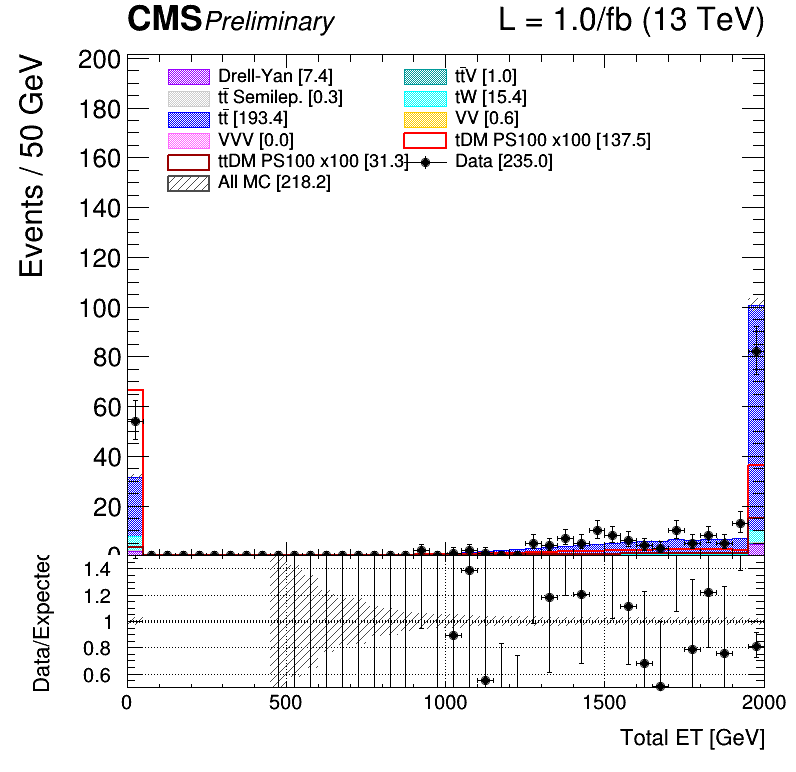 CMS Preliminary L = 1.0/fb (13 TeV)
Events / 50 GeV
200
180
160
140
120
100
80
60
40
20
0
Drell-Yan [7.4]
tt̄V [1.0]
tt̄ Semilep. [0.3]
tW [15.4]
tt̄ [193.4]
VV [0.6]
VVV [0.0]
tDM PS100 x100 [137.5]
ttDM PS100 x100 [31.3]
Data [235.0]
All MC [218.2]
Data/Expected
1.4
1.2
1
0.8
0.6
0 500 1000 1500 2000
Total ET [GeV]